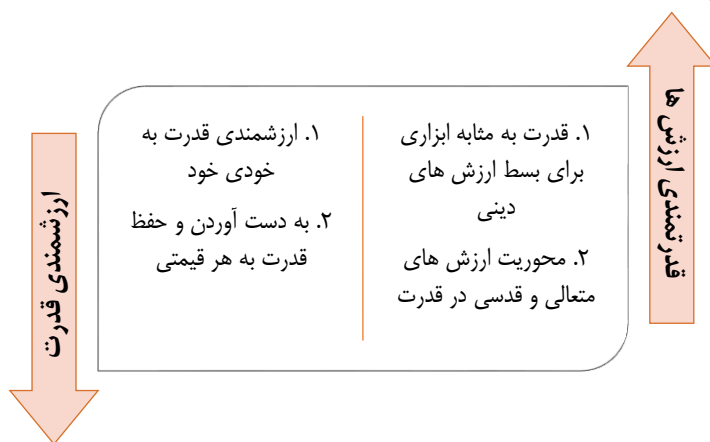 قدرتمندی ارزش ها
۱. قدرت به مثابه ابزاری
برای بسط ارزش های
دینی
۲. محوریت ارزش های
متعالی و قدسی در قدرت
۱. ارزشمندی قدرت به
خودی خود
۲. به دست آوردن و حفظ
قدرت به هر قیمتی
ارزشمندی قدرت